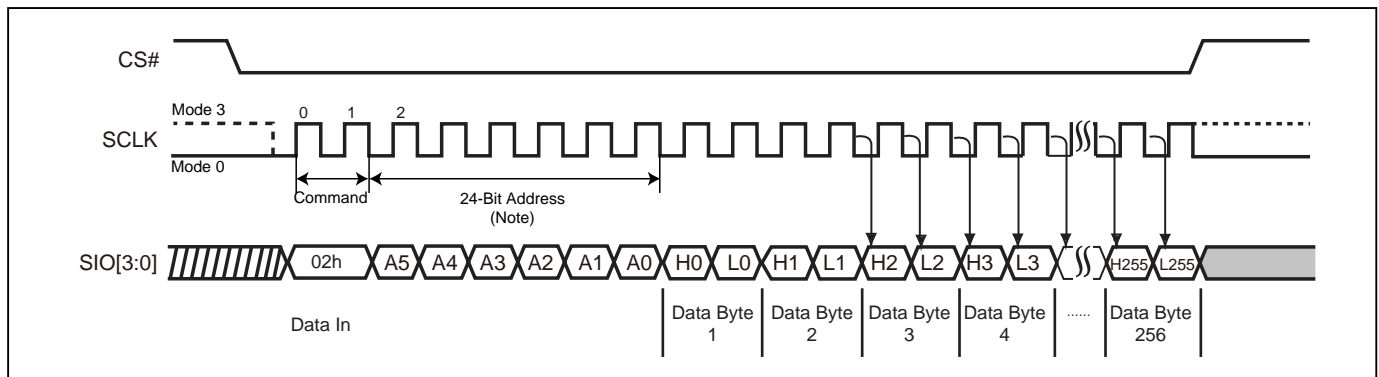 CS#
Mode 3
0 1 2
SCLK
Mode 0
Command
24-Bit Address
(Note)
SIO[3:0]
02h A5 A4 A3 A2 A1 A0 H0 L0 H1 L1 H2 L2 H3 L3 H255 L255
Data In
Data Byte
1
Data Byte
2
Data Byte
3
Data Byte
4
......
Data Byte
256